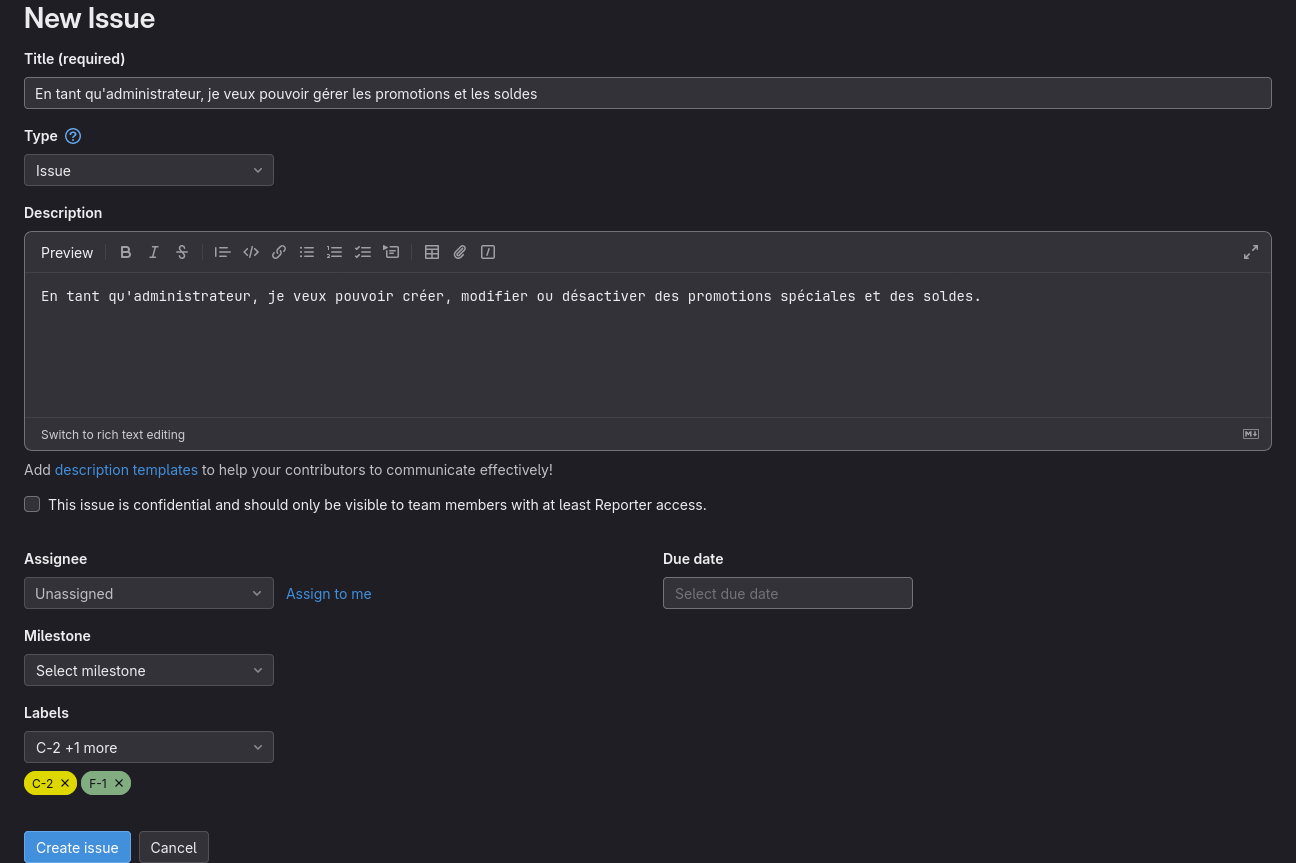 New Issue
Title (required)
En tant qu'administrateur, je veux pouvoir gérer les promotions et les soldes
Type
Issue
Description
Preview
En tant qu'administrateur, je veux pouvoir créer, modifier ou désactiver des promotions spéciales et des soldes.
Switch to rich text editing
Add description templates to help your contributors to communicate effectively!
This issue is confidential and should only be visible to team members with at least Reporter access.
Assignee
Due date
Unassigned
Assign to me
Select due date
Milestone
Select milestone
Labels
C-2 +1 more
C-2 ✕ F-1 ✕
Create issue
Cancel